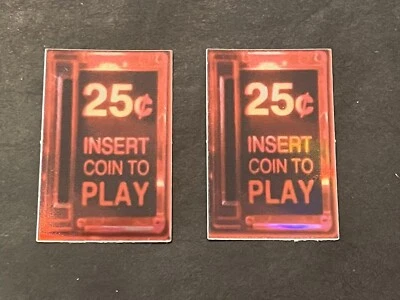 25¢
INSERT
COIN TO
PLAY
25¢
INSERT
COIN TO
PLAY